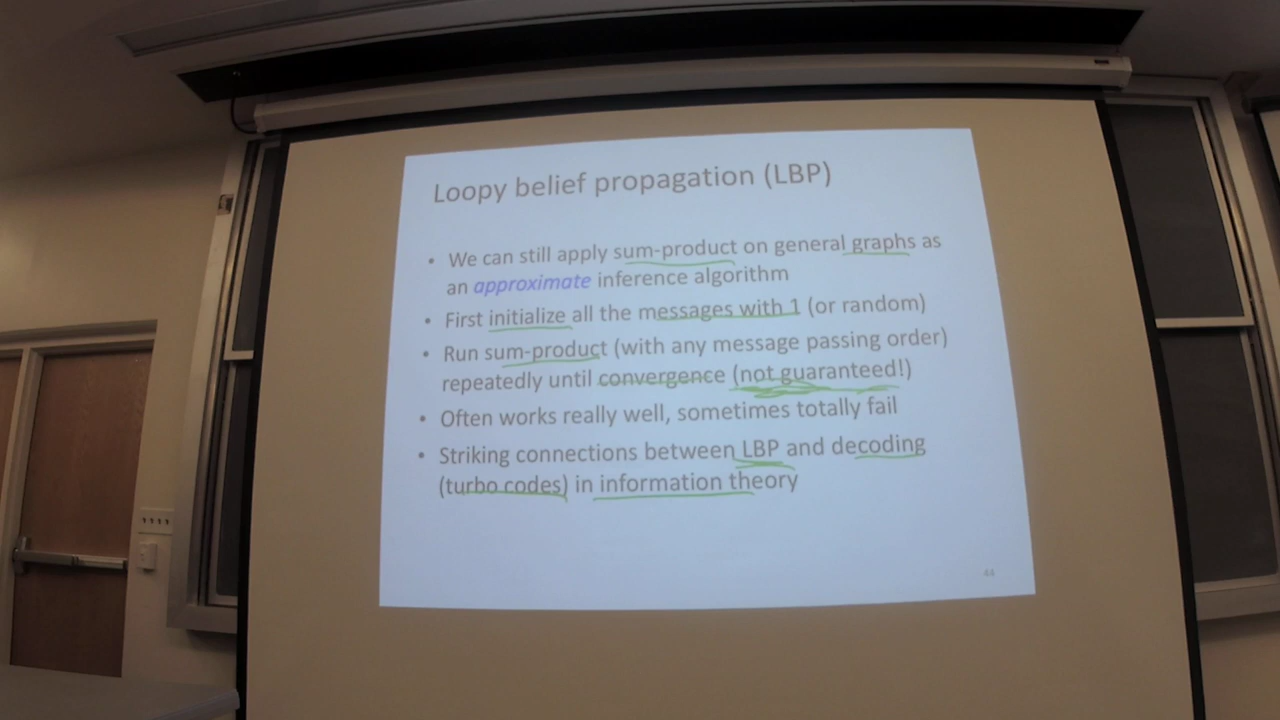 Loopy belief propagation (LBP)
• We can still apply sum-product on general graphs as
an approximate inference algorithm
• First initialize all the messages with 1 (or random)
• Run sum-product (with any message passing order)
repeatedly until convergence (not guaranteed!)
• Often works really well, sometimes totally fail
• Striking connections between LBP and decoding
(turbo codes) in information theory
44